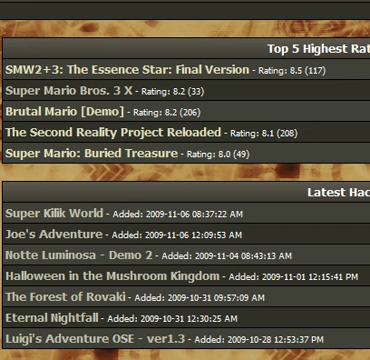 Top 5 Highest Rat
SMW2+3: The Essence Star: Final Version - Rating: 8.5 (117)
Super Mario Bros. 3 X - Rating: 8.2 (33)
Brutal Mario [Demo] - Rating: 8.2 (206)
The Second Reality Project Reloaded - Rating: 8.1 (208)
Super Mario: Buried Treasure - Rating: 8.0 (49)
Latest Hac
Super Kilik World - Added: 2009-11-06 08:37:22 AM
Joe's Adventure - Added: 2009-11-06 12:09:53 AM
Notte Luminosa - Demo 2 - Added: 2009-11-04 08:43:13 AM
Halloween in the Mushroom Kingdom - Added: 2009-11-01 12:15:41 PM
The Forest of Rovaki - Added: 2009-10-31 09:57:09 AM
Eternal Nightfall - Added: 2009-10-31 12:30:25 AM
Luigi's Adventure OSE - ver1.3 - Added: 2009-10-28 12:53:37 PM